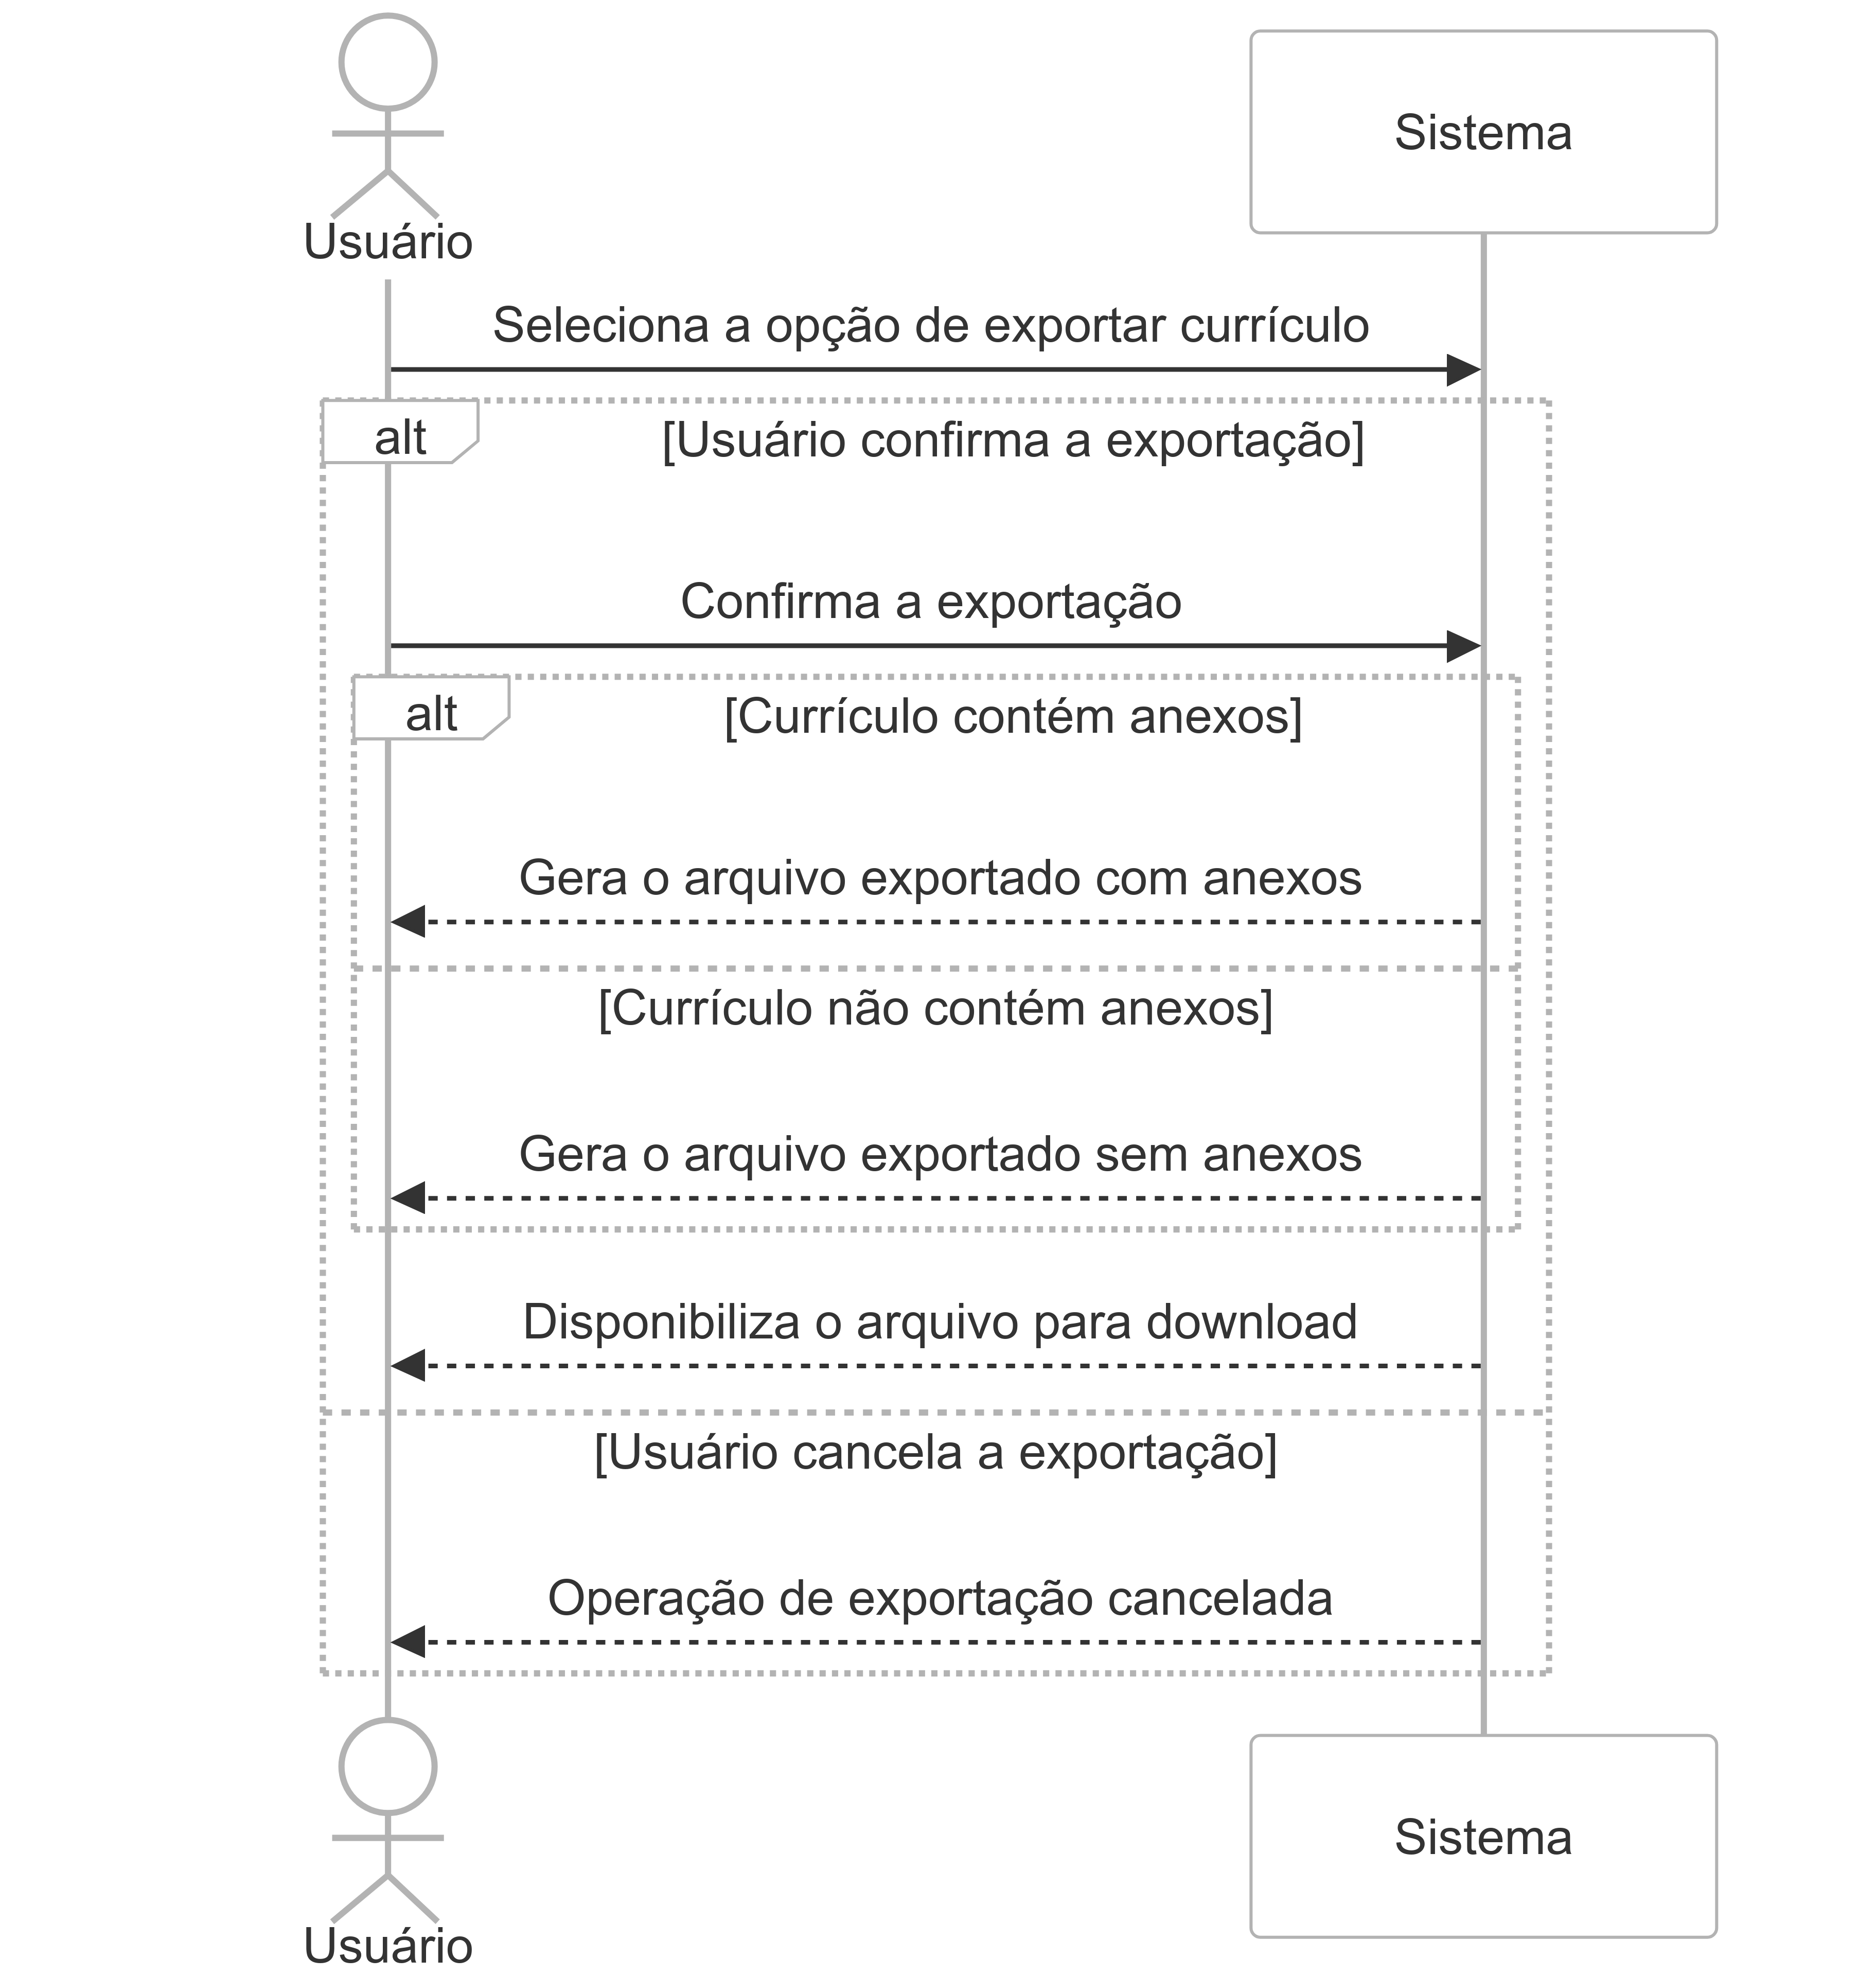 Usuário
Sistema
Seleciona a opção de exportar currículo
alt
[Usuário confirma a exportação]
Confirma a exportação
alt
[Currículo contém anexos]
Gera o arquivo exportado com anexos
[Currículo não contém anexos]
Gera o arquivo exportado sem anexos
Disponibiliza o arquivo para download
[Usuário cancela a exportação]
Operação de exportação cancelada
Usuário
Sistema